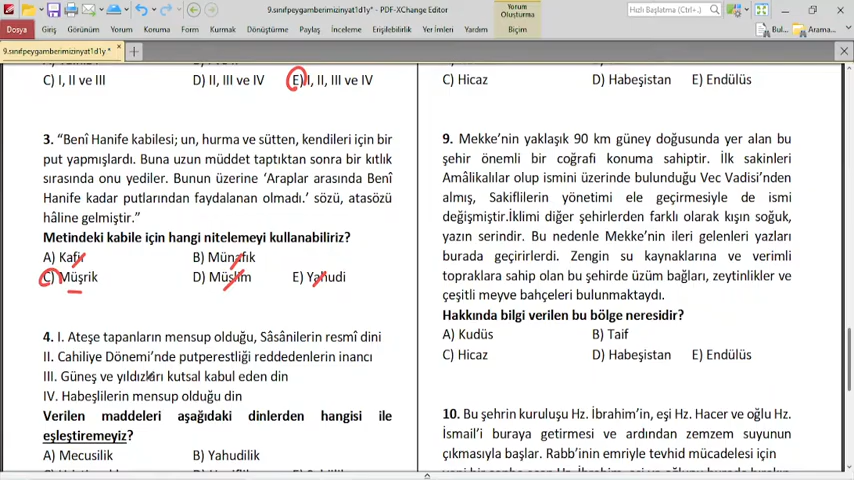 9.sınıfpeygamberimizinyat1d1y* - PDF-XChange Editor
Yorum Oluşturma
Hızlı Başlatma (Ctrl+.)
Dosya Giriş Görünüm Düzenleme Yorum Kurmak Dönüştürme Paylaş İnceleme Erişilebilirlik Yer İmleri Yardım Biçim
Bul... Arama...
9.sınıfpeygamberimizinyat1d1y *
C) I, II ve III D) II, III ve IV E) I, II, III ve IV
3. “Benî Hanife kabilesi; un, hurma ve sütten, kendileri için bir
put yapmışlardı. Buna uzun müddet taptıktan sonra bir kıtlık
sırasında onu yediler. Bunun üzerine ‘Araplar arasında Benî
Hanife kadar putlarından faydalanan olmadı.’ sözü, atasözü
hâline gelmiştir.”
Metindeki kabile için hangi nitelemeyi kullanabiliriz?
A) Kafir B) Münafık
C) Müşrik D) Müslim E) Yahudi
4. I. Ateşe tapanların mensup olduğu, Sâsânilerin resmî dini
II. Cahiliye Dönemi’nde putperestliği reddedenlerin inancı
III. Güneş ve yıldızları kutsal kabul eden din
IV. Habeşlilerin mensup olduğu din
Verilen maddeleri aşağıdaki dinlerden hangisi ile
eşleştiremeyiz?
A) Mecusilik B) Yahudilik
C) Hicaz D) Habeşistan E) Endülüs
9. Mekke’nin yaklaşık 90 km güney doğusunda yer alan bu
şehir önemli bir coğrafi konuma sahiptir. İlk sakinleri
Amâlikalılar olup ismini üzerinde bulunduğu Vec Vadisi’nden
almış, Sakiflilerin yönetimi ele geçirmesiyle de ismi
değişmiştir.İklimi diğer şehirlerden farklı olarak kışın soğuk,
yazın serindir. Bu nedenle Mekke’nin ileri gelenleri yazları
burada geçirirlerdi. Zengin su kaynaklarına ve verimli
topraklara sahip olan bu şehirde üzüm bağları, zeytinlikler ve
çeşitli meyve bahçeleri bulunmaktaydı.
Hakkında bilgi verilen bu bölge neresidir?
A) Kudüs B) Taif
C) Hicaz D) Habeşistan E) Endülüs
10. Bu şehrin kuruluşu Hz. İbrahim’in, eşi Hz. Hacer ve oğlu Hz.
İsmail’i buraya getirmesi ve ardından zemzem suyunun
çıkmasıyla başlar. Rabb’inin emriyle tevhid mücadelesi için